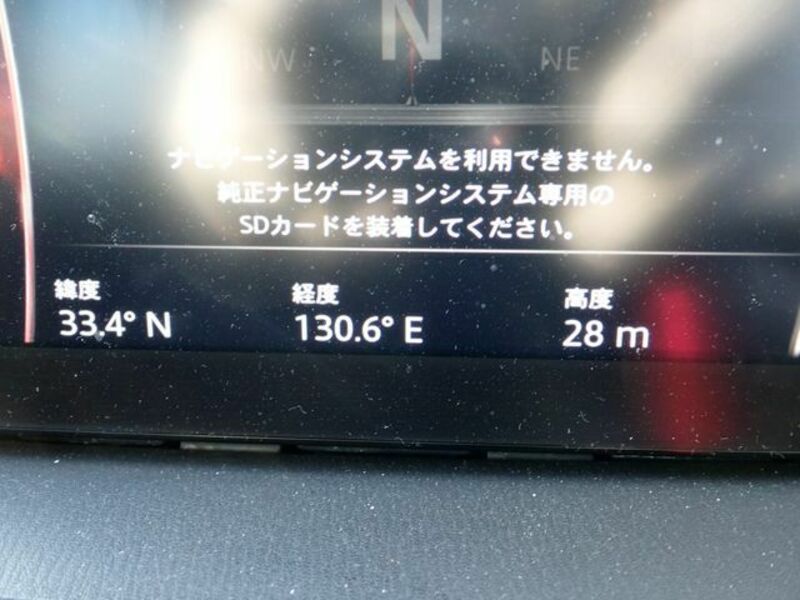 N
NW NE
ナビゲーションシステムを利用できません。
純正ナビゲーションシステム専用の
SDカードを装着してください。
緯度 経度 高度
33.4° N 130.6° E 28 m